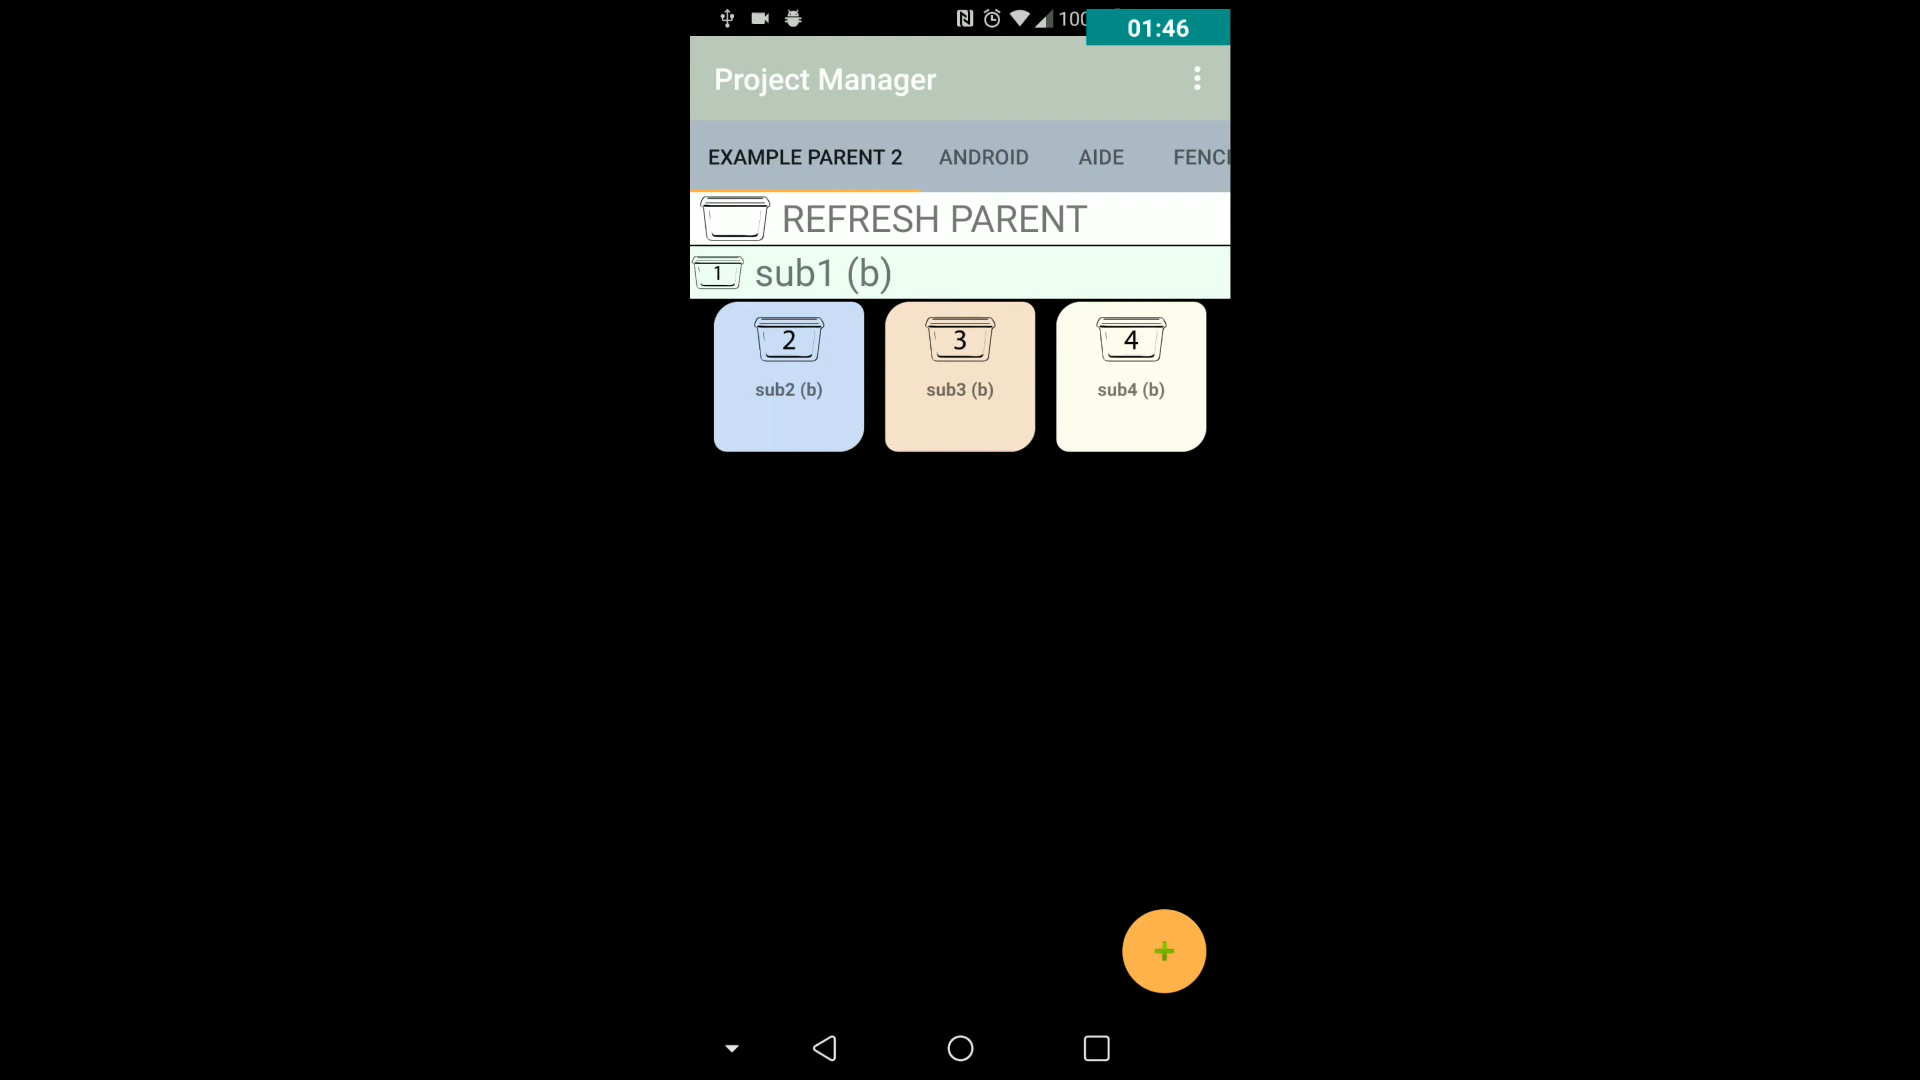 100
01:46
Project Manager
EXAMPLE PARENT 2 ANDROID AIDE FENCI
REFRESH PARENT
1 sub1 (b)
2 3 4
sub2 (b) sub3 (b) sub4 (b)